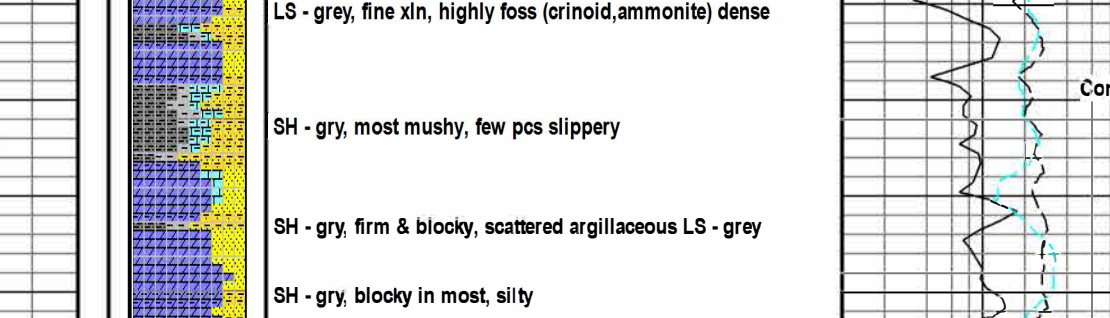 LS - grey, fine xln, highly foss (crinoid,ammonite) dense
Cor
SH - gry, most mushy, few pcs slippery
SH - gry, firm & blocky, scattered argillaceous LS - grey
SH - gry, blocky in most, silty